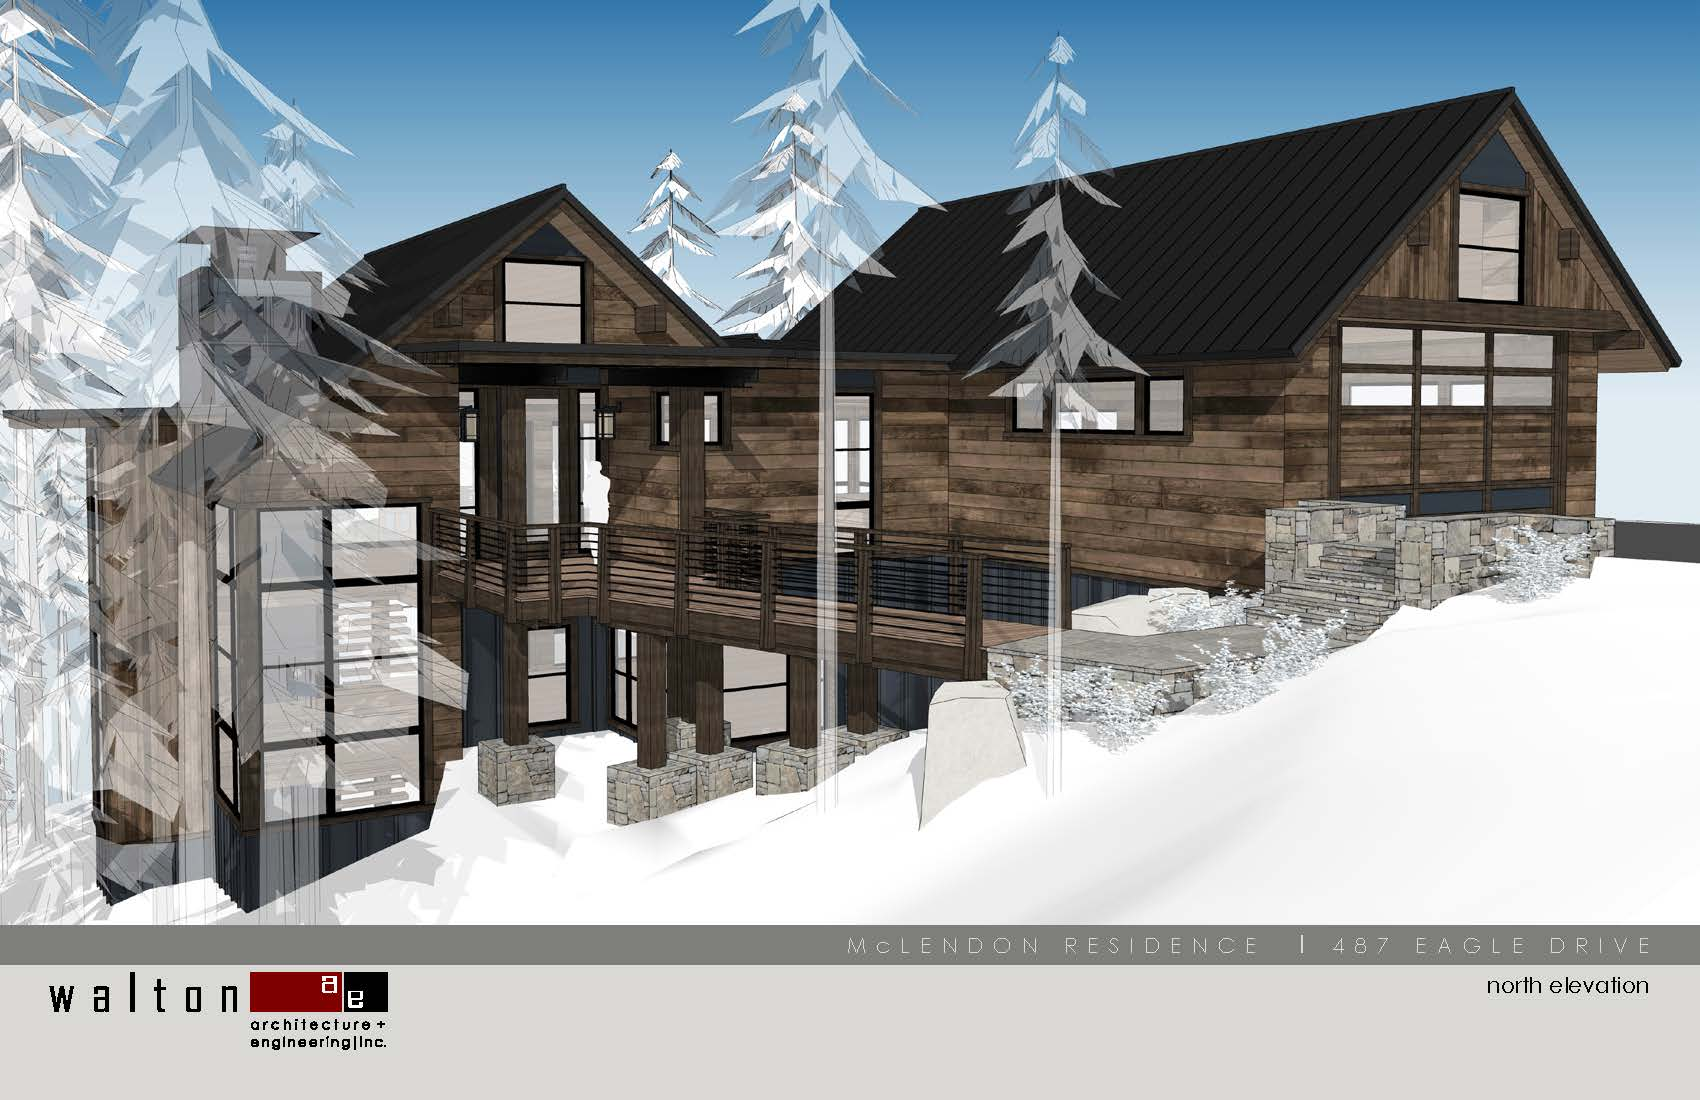 McLENDON RESIDENCE | 487 EAGLE DRIVE
north elevation
walton ae
architecture +
engineering|inc.